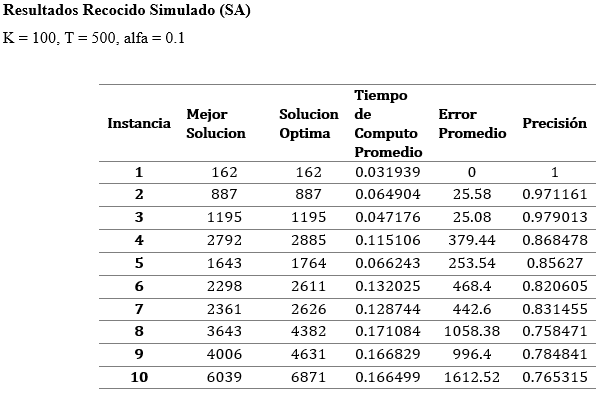 Resultados Recocido Simulado (SA)
K = 100, T = 500, alfa = 0.1
Instancia Mejor Solucion Solucion Optima Tiempo de Computo Promedio Error Promedio Precisión
1 162 162 0.031939 0 1
2 887 887 0.064904 25.58 0.971161
3 1195 1195 0.047176 25.08 0.979013
4 2792 2885 0.115106 379.44 0.868478
5 1643 1764 0.066243 253.54 0.85627
6 2298 2611 0.132025 468.4 0.820605
7 2361 2626 0.128744 442.6 0.831455
8 3643 4382 0.171084 1058.38 0.758471
9 4006 4631 0.166829 996.4 0.784841
10 6039 6871 0.166499 1612.52 0.765315